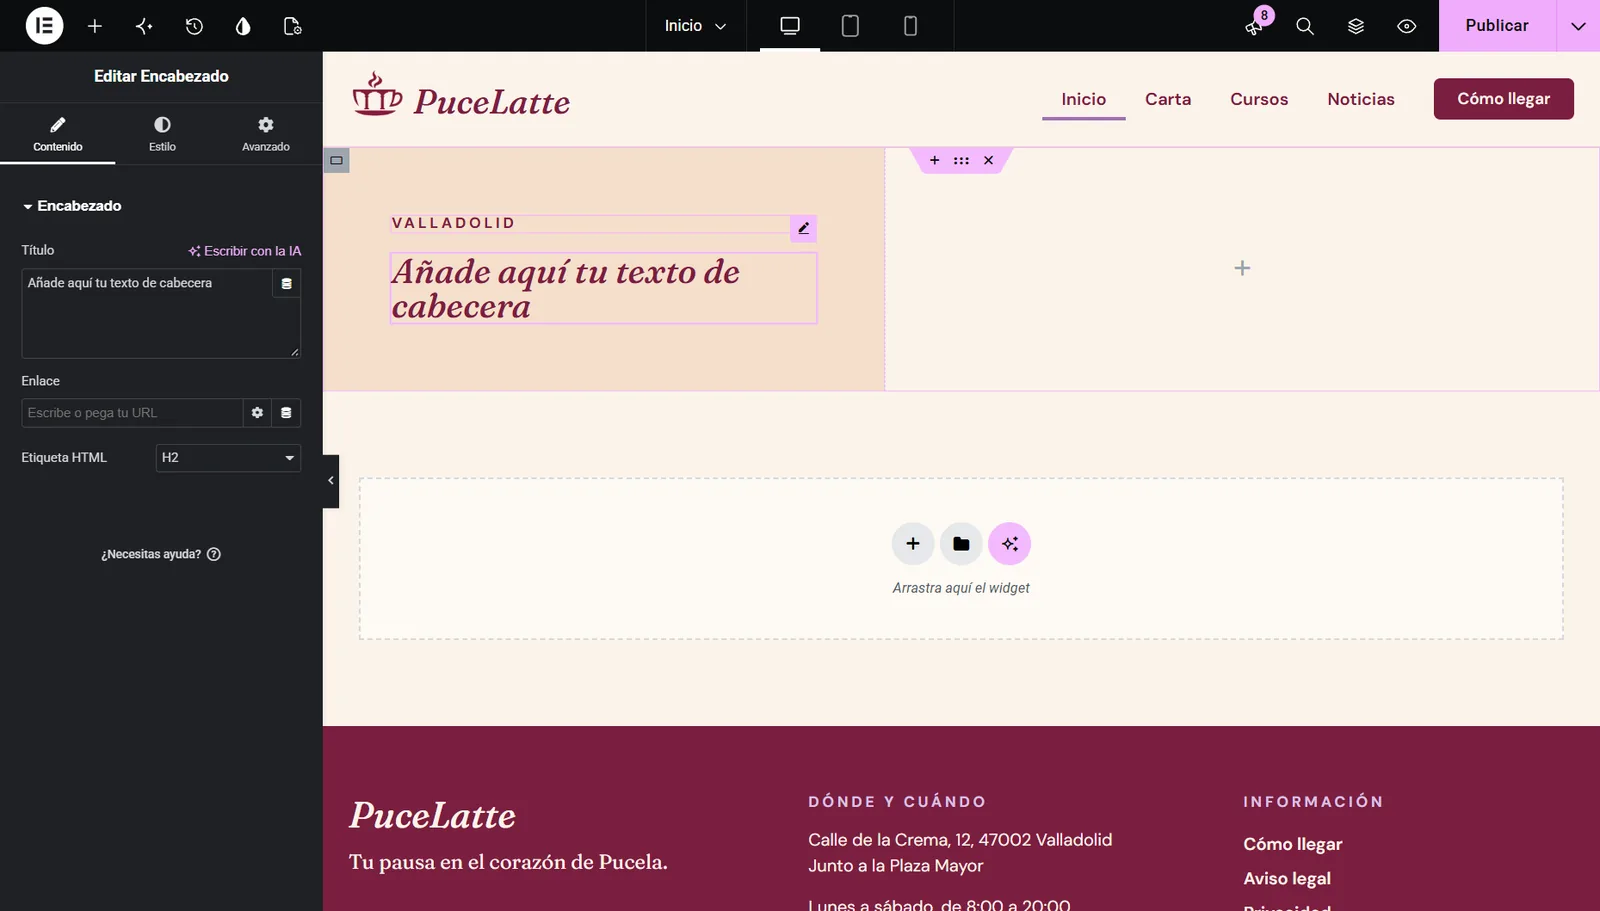 Inicio
8
Publicar
Editar Encabezado
Contenido
Estilo
Avanzado
Encabezado
Título
Escribir con la IA
Añade aquí tu texto de cabecera
Enlace
Escribe o pega tu URL
Etiqueta HTML
H2
¿Necesitas ayuda?
PuceLatte
Inicio
Carta
Cursos
Noticias
Cómo llegar
VALLADOLID
Añade aquí tu texto de
cabecera
Arrastra aquí el widget
PuceLatte
Tu pausa en el corazón de Pucela.
DÓNDE Y CUÁNDO
Calle de la Crema, 12, 47002 Valladolid
Junto a la Plaza Mayor
Lunes a sábado, de 8:00 a 20:00
INFORMACIÓN
Cómo llegar
Aviso legal
Privacidad